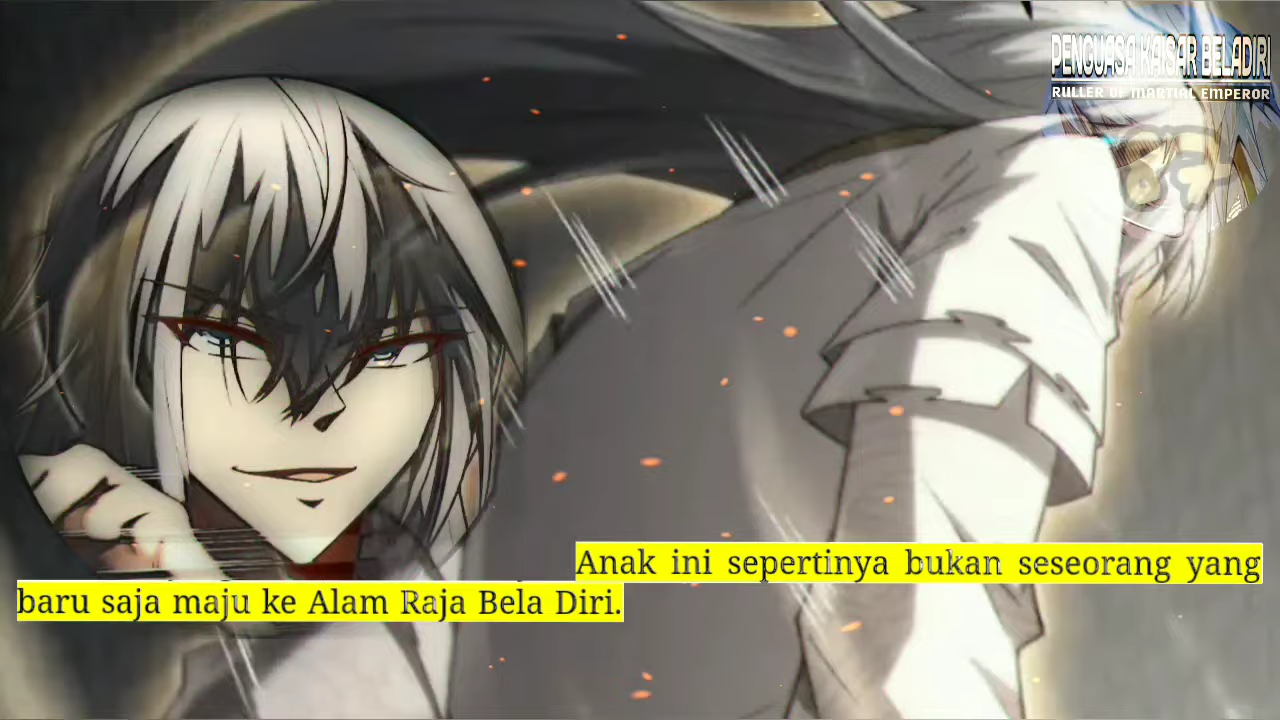 PENGUASA KAISAR BELADIRI
RULLER OF MARTIAL EMPEROR
Anak ini sepertinya bukan seseorang yang
baru saja maju ke Alam Raja Bela Diri.